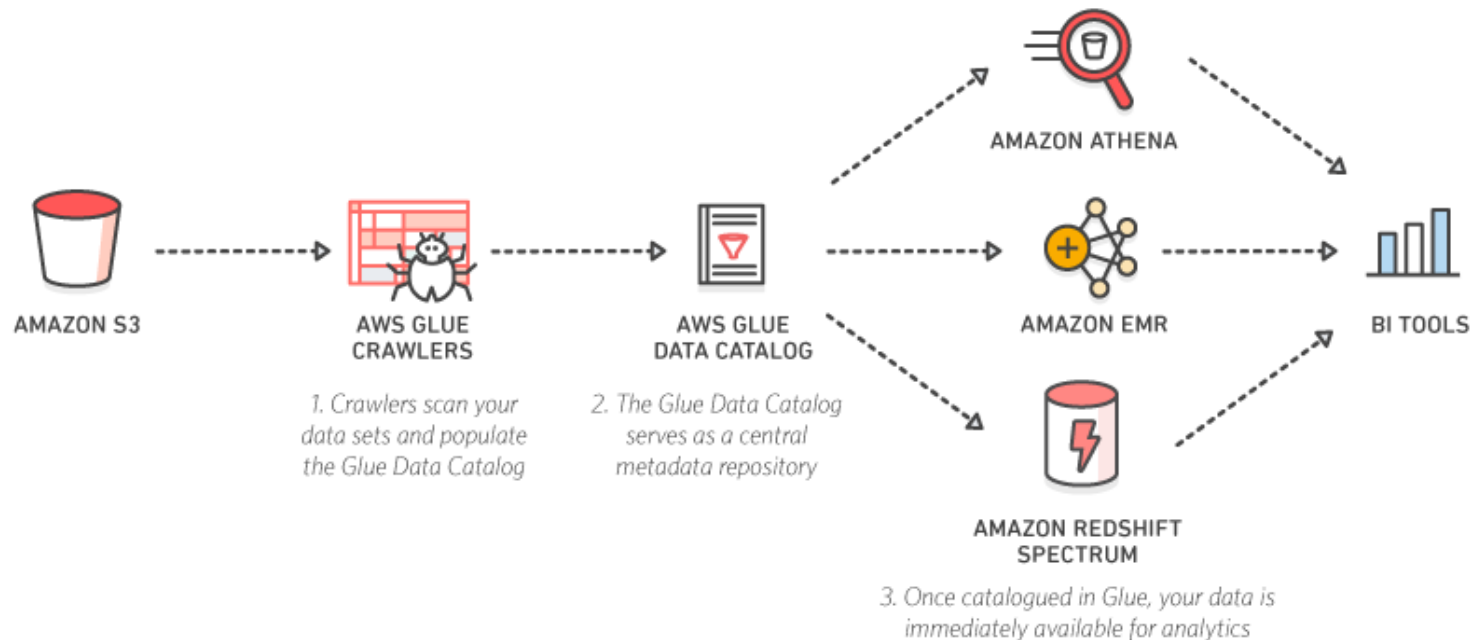 AMAZON ATHENA
AMAZON S3
AWS GLUE
CRAWLERS
1. Crawlers scan your
data sets and populate
the Glue Data Catalog
AWS GLUE
DATA CATALOG
2. The Glue Data Catalog
serves as a central
metadata repository
AMAZON EMR
BI TOOLS
AMAZON REDSHIFT
SPECTRUM
3. Once catalogued in Glue, your data is
immediately available for analytics